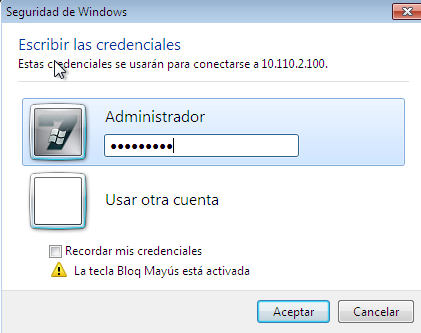 Seguridad de Windows
Escribir las credenciales
Estas credenciales se usarán para conectarse a 10.110.2.100.
Administrador
●●●●●●●●●
Usar otra cuenta
Recordar mis credenciales
La tecla Bloq Mayús está activada
Aceptar
Cancelar